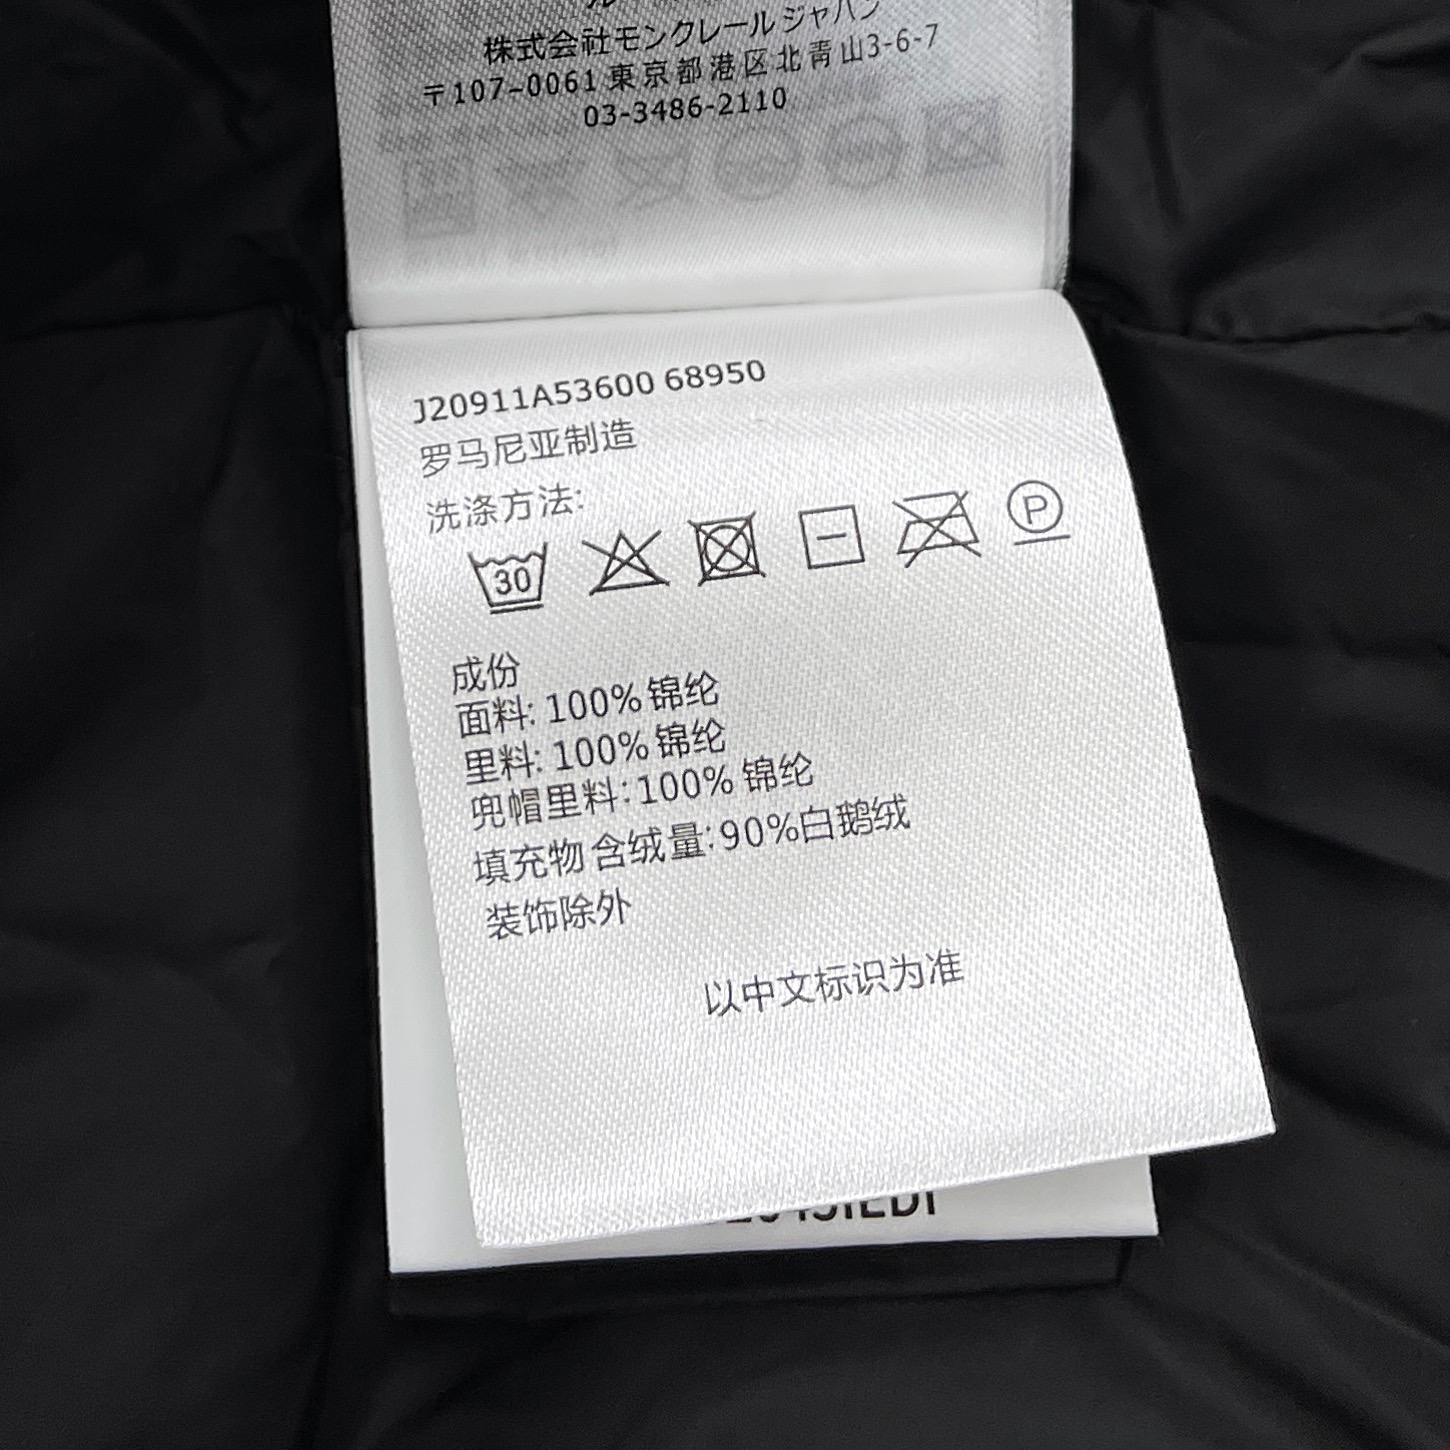 株式会社モンクレール ジャパン
〒107-0061 東京都港区北青山3-6-7
03-3486-2110
J20911A53600 68950
罗马尼亚制造
洗涤方法:
30
P
成份
面料: 100% 锦纶
里料: 100% 锦纶
兜帽里料: 100% 锦纶
填充物 含绒量: 90%白鹅绒
装饰除外
以中文标识为准